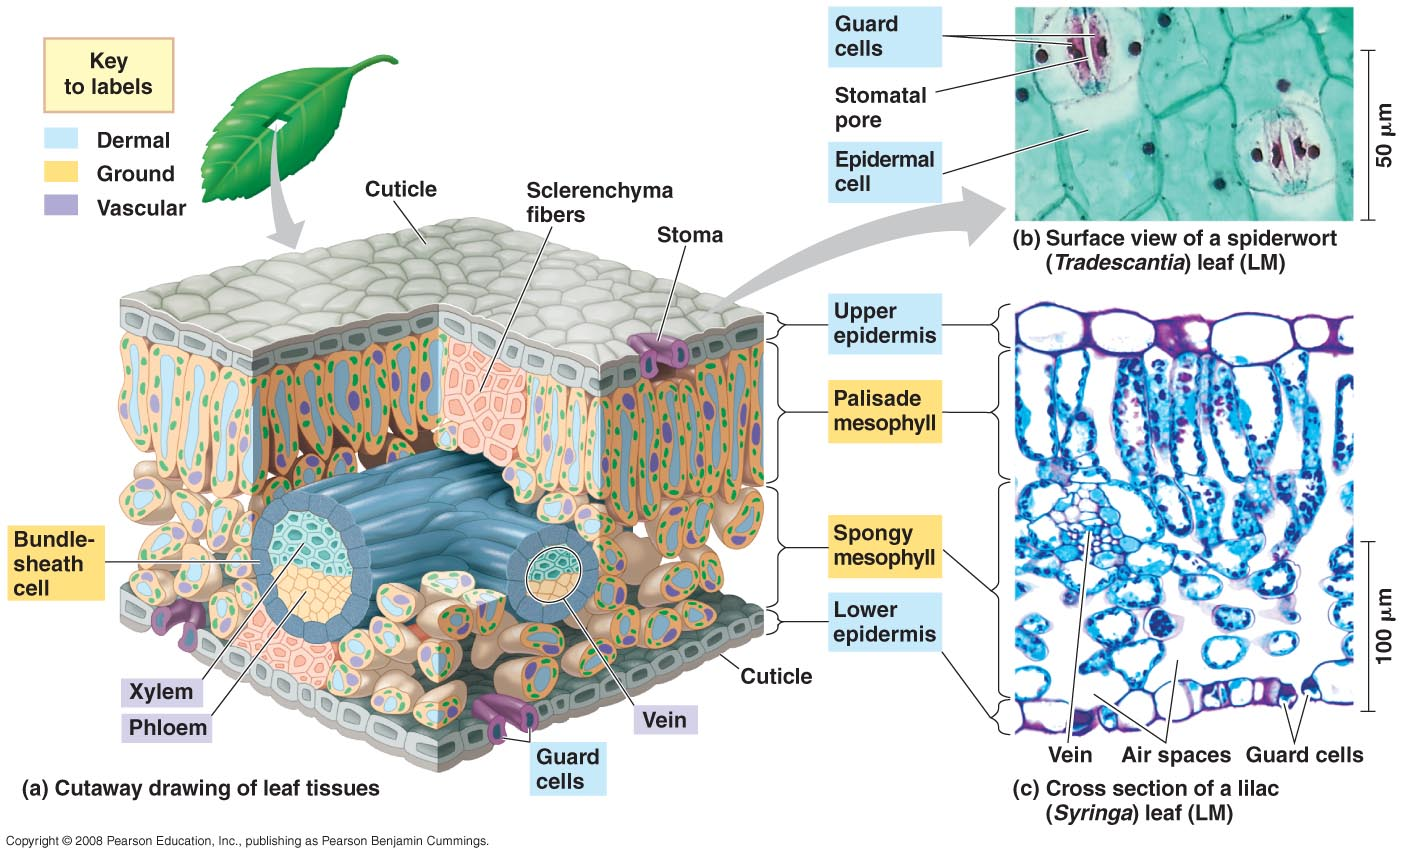 Key
to labels
Dermal
Ground
Vascular
Cuticle
Sclerenchyma
fibers
Stoma
Bundle-
sheath
cell
Xylem
Phloem
Vein
Guard
cells
Cuticle
(a) Cutaway drawing of leaf tissues
Guard
cells
Stomatal
pore
Epidermal
cell
50 µm
(b) Surface view of a spiderwort
(Tradescantia) leaf (LM)
Upper
epidermis
Palisade
mesophyll
Spongy
mesophyll
Lower
epidermis
100 µm
Vein
Air spaces
Guard cells
(c) Cross section of a lilac
(Syringa) leaf (LM)
Copyright © 2008 Pearson Education, Inc., publishing as Pearson Benjamin Cummings.